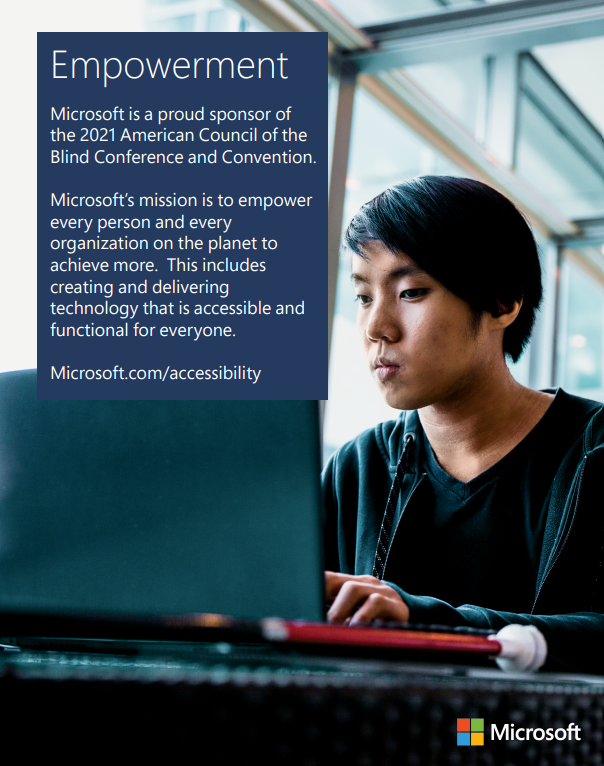 Empowerment
Microsoft is a proud sponsor of
the 2021 American Council of the
Blind Conference and Convention.
Microsoft’s mission is to empower
every person and every
organization on the planet to
achieve more.  This includes
creating and delivering
technology that is accessible and
functional for everyone.
Microsoft.com/accessibility
Microsoft